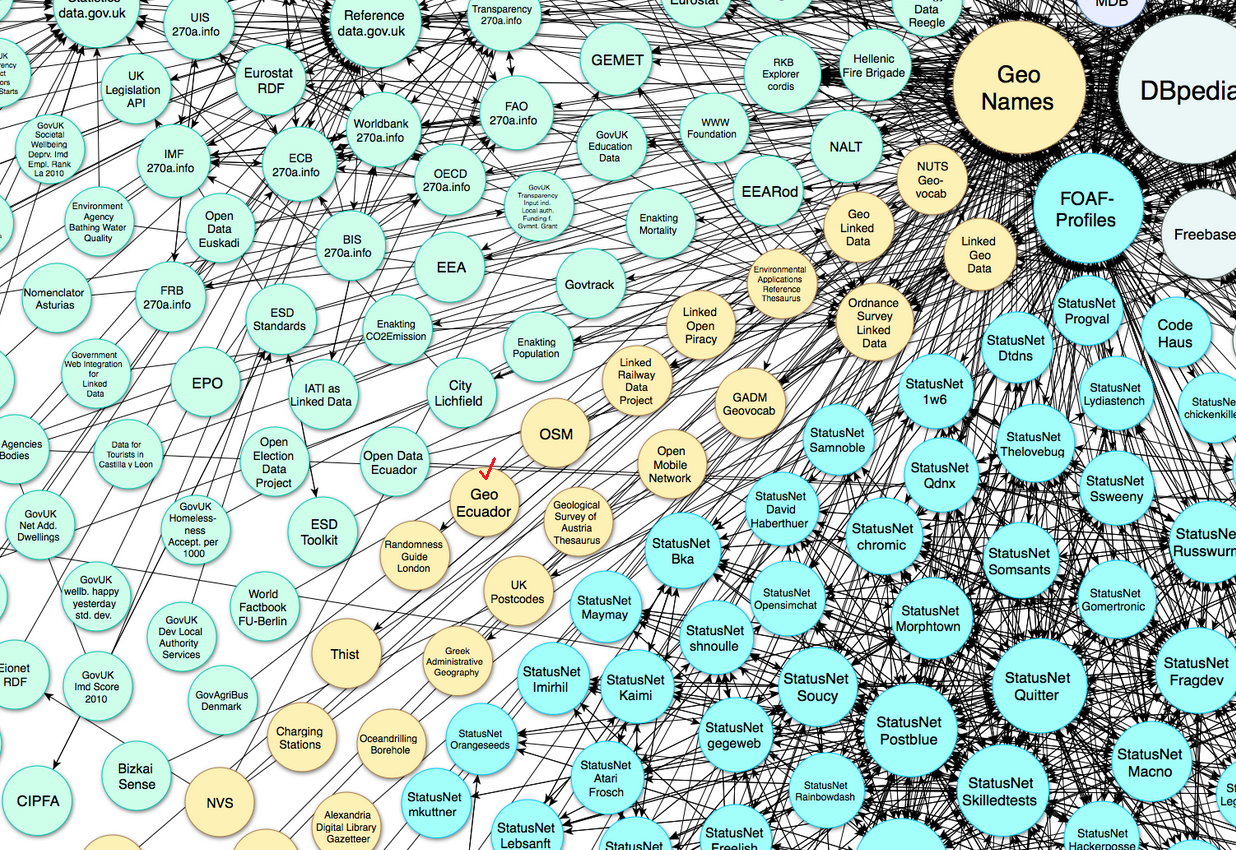 Statistics
data.gov.uk
UIS
270a.info
Reference
data.gov.uk
Transparency
270a.info
Eurostat
Data
Reegle
MDB
UK
Legislation
API
Eurostat
RDF
GEMET
RKB
Explorer
cordis
Hellenic
Fire Brigade
Geo
Names
DBpedia
GovUK
Societal
Wellbeing
Deprv. Imd
Empl. Rank
La 2010
IMF
270a.info
ECB
270a.info
Worldbank
270a.info
FAO
270a.info
GovUK
Education
Data
WWW
Foundation
NALT
OECD
270a.info
GovUK
Transparency
Input ind.
Local auth.
Funding f.
Gvmnt. Grant
EEARod
NUTS
Geo-
vocab
FOAF-
Profiles
Environment
Agency
Bathing Water
Quality
Open
Data
Euskadi
BIS
270a.info
Enakting
Mortality
Geo
Linked
Data
Linked
Geo
Data
Freebase
Nomenclator
Asturias
FRB
270a.info
EEA
Govtrack
Environmental
Applications
Reference
Thesaurus
ESD
Standards
Enakting
CO2Emission
Enakting
Population
Linked
Open
Piracy
Ordnance
Survey
Linked
Data
StatusNet
Progval
Code
Haus
StatusNet
Dtdns
Government
Web Integration
for
Linked
Data
EPO
IATI as
Linked Data
City
Lichfield
Linked
Railway
Data
Project
GADM
Geovocab
StatusNet
1w6
StatusNet
Lydiastench
StatusNe
chickenkille
Agencies
Bodies
Data for
Tourists in
Castilla y Leon
Open
Election
Data
Project
Open Data
Ecuador
OSM
Open
Mobile
Network
StatusNet
Samnoble
StatusNet
Thelovebug
StatusNet
Qdnx
StatusNet
Ssweeny
GovUK
Net Add.
Dwellings
GovUK
Homeless-
ness
Accept. per
1000
ESD
Toolkit
Geo
Ecuador
Geological
Survey of
Austria
Thesaurus
StatusNet
David
Haberthuer
StatusNet
chromic
StatusNet
Russwurm
Randomness
Guide
London
StatusNet
Bka
StatusNet
Somsants
GovUK
wellb. happy
yesterday
std. dev.
World
Factbook
FU-Berlin
UK
Postcodes
StatusNet
Maymay
StatusNet
Opensimchat
StatusNet
Morphtown
StatusNet
Gomertronic
GovUK
Dev Local
Authority
Services
Thist
Greek
Administrative
Geography
StatusNet
shnoulle
StatusNet
Fragdev
Eionet
RDF
GovUK
Imd Score
2010
GovAgriBus
Denmark
StatusNet
Imirhil
StatusNet
Kaimi
StatusNet
Soucy
StatusNet
Quitter
Charging
Stations
Oceandrilling
Borehole
StatusNet
Orangeseeds
StatusNet
gegeweb
StatusNet
Postblue
StatusNet
Macno
CIPFA
Bizkai
Sense
NVS
StatusNet
mkuttner
StatusNet
Atari
Frosch
StatusNet
Rainbowdash
StatusNet
Skilledtests
Alexandria
Digital Library
Gazetteer
StatusNet
Lebsanft
StatusNet
StatusNet
Freelish
StatusNet
Hackerposse